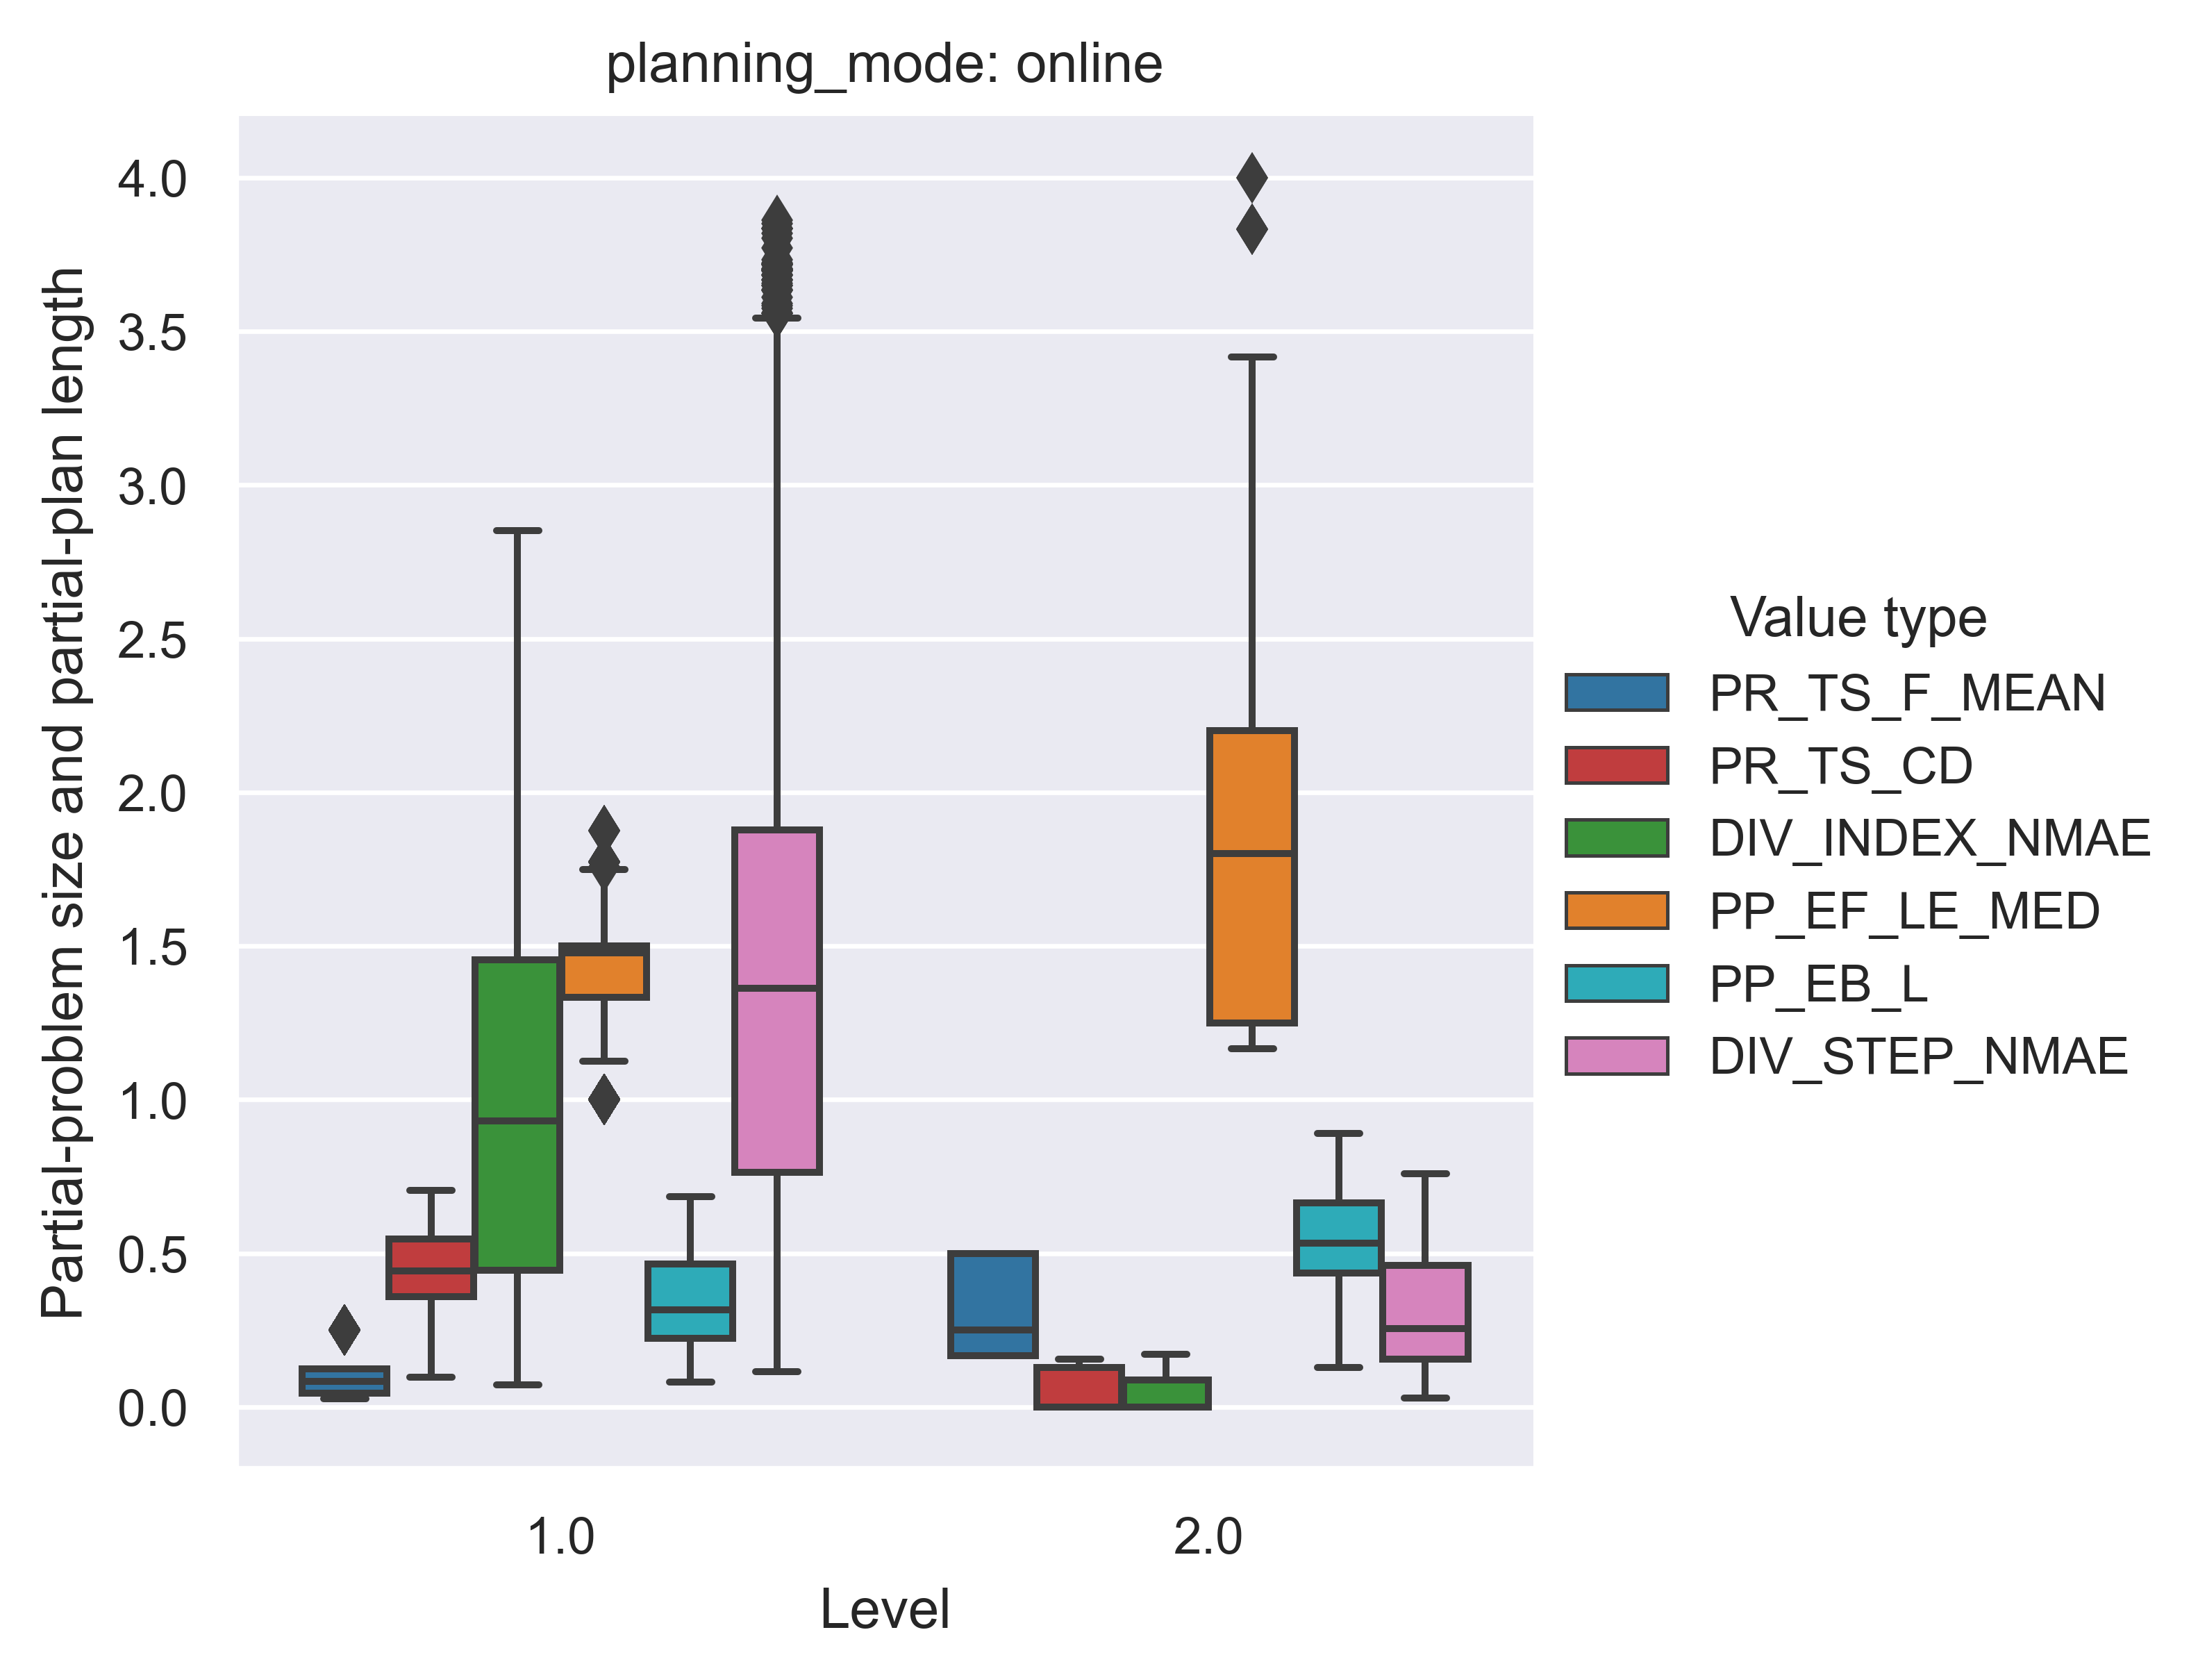 planning_mode: online
Partial-problem size and partial-plan length
4.0
3.5
3.0
2.5
2.0
1.5
1.0
0.5
0.0
1.0
2.0
Level
Value type
PR_TS_F_MEAN
PR_TS_CD
DIV_INDEX_NMAE
PP_EF_LE_MED
PP_EB_L
DIV_STEP_NMAE